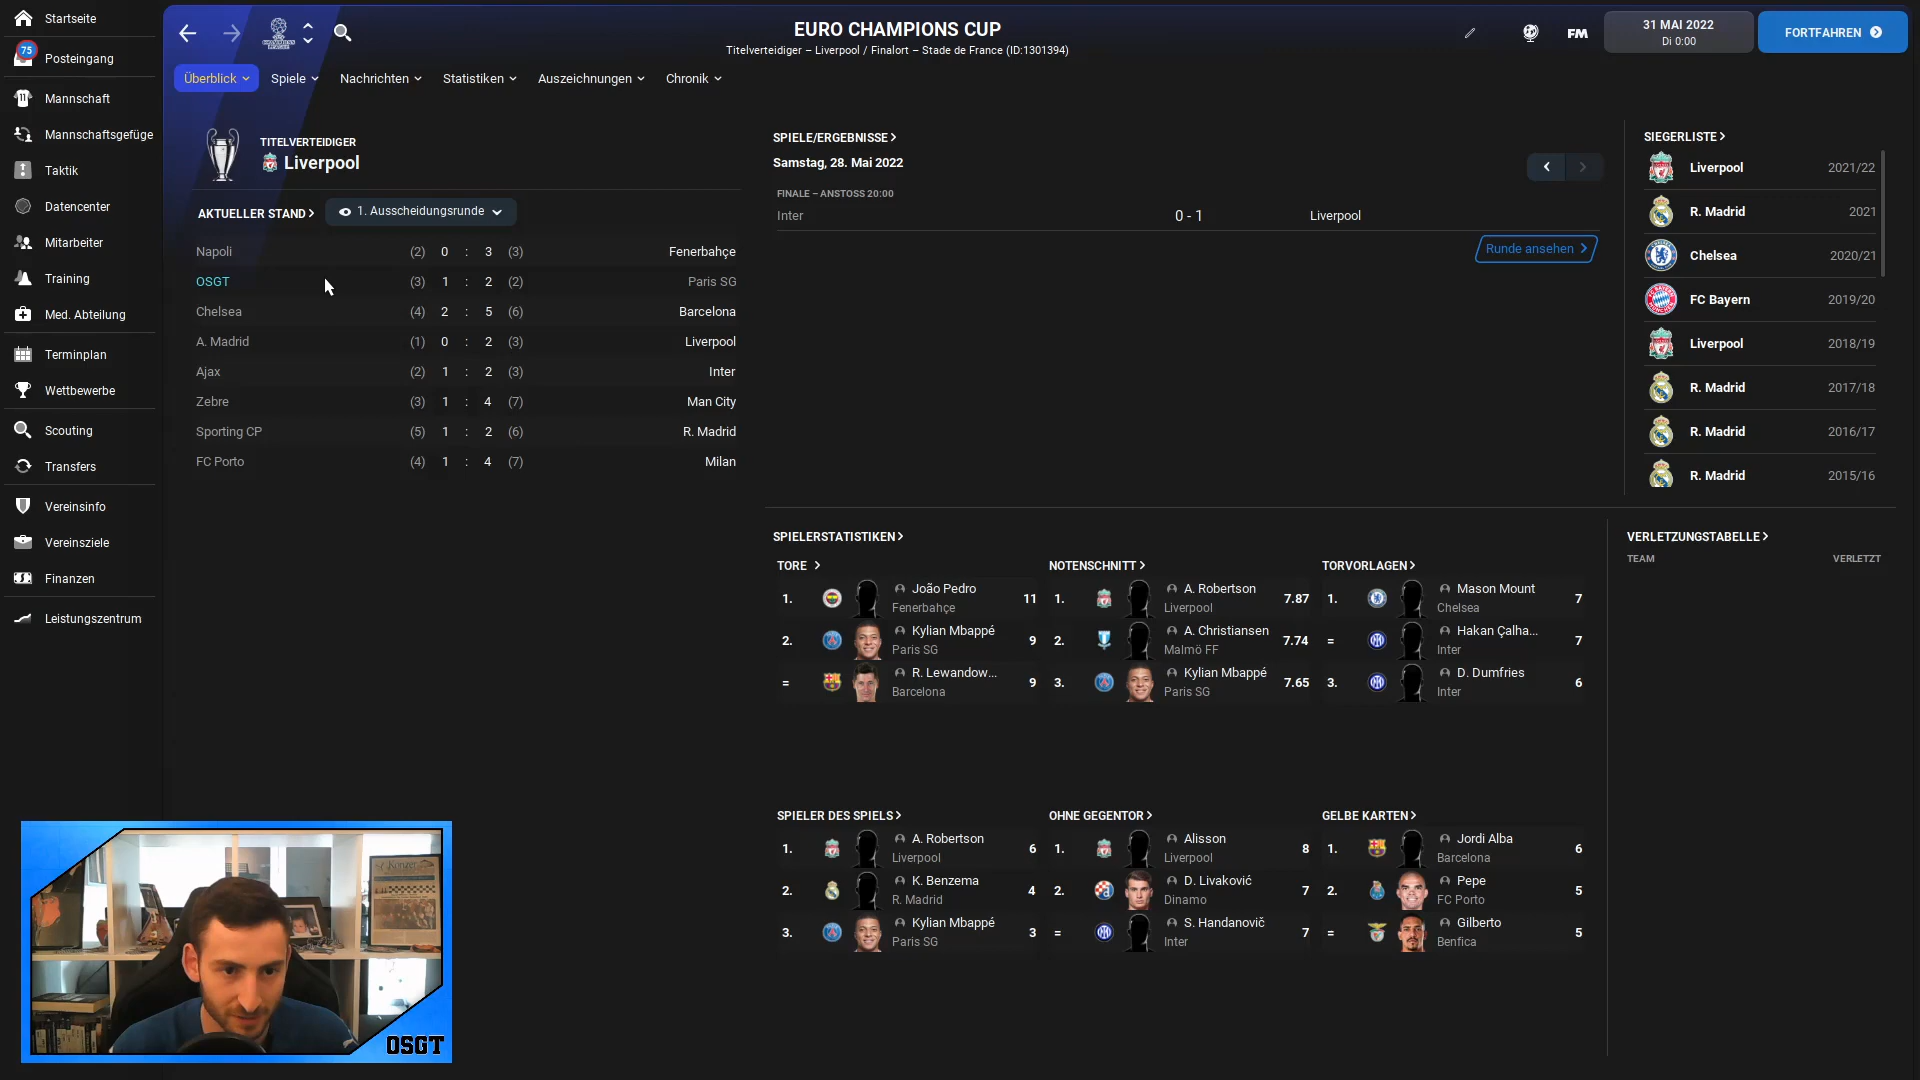 Startseite
75
Posteingang
Mannschaft
Mannschaftsgefüge
Taktik
Datencenter
Mitarbeiter
Training
Med. Abteilung
Terminplan
Wettbewerbe
Scouting
Transfers
Vereinsinfo
Vereinsziele
Finanzen
Leistungszentrum
EURO CHAMPIONS CUP
Titelverteidiger – Liverpool / Finalort – Stade de France (ID:1301394)
FM
31 MAI 2022
Di 0:00
FORTFAHREN
Überblick
Spiele
Nachrichten
Statistiken
Auszeichnungen
Chronik
TITELVERTEIDIGER
Liverpool
AKTUELLER STAND
1. Ausscheidungsrunde
Napoli (2) 0 : 3 (3) Fenerbahçe
OSGT (3) 1 : 2 (2) Paris SG
Chelsea (4) 2 : 5 (6) Barcelona
A. Madrid (1) 0 : 2 (3) Liverpool
Ajax (2) 1 : 2 (3) Inter
Zebre (3) 1 : 4 (7) Man City
Sporting CP (5) 1 : 2 (6) R. Madrid
FC Porto (4) 1 : 4 (7) Milan
SPIELE/ERGEBNISSE
Samstag, 28. Mai 2022
FINALE – ANSTOSS 20:00
Inter 0 - 1 Liverpool
Runde ansehen
SIEGERLISTE
Liverpool 2021/22
R. Madrid 2021
Chelsea 2020/21
FC Bayern 2019/20
Liverpool 2018/19
R. Madrid 2017/18
R. Madrid 2016/17
R. Madrid 2015/16
SPIELERSTATISTIKEN
TORE
1. João Pedro 11
Fenerbahçe
2. Kylian Mbappé 9
Paris SG
= R. Lewandow... 9
Barcelona
NOTENSCHNITT
1. A. Robertson 7.87
Liverpool
2. A. Christiansen 7.74
Malmö FF
3. Kylian Mbappé 7.65
Paris SG
TORVORLAGEN
1. Mason Mount 7
Chelsea
= Hakan Çalha... 7
Inter
3. D. Dumfries 6
Inter
VERLETZUNGSTABELLE
TEAM VERLETZT
SPIELER DES SPIELS
1. A. Robertson 6
Liverpool
2. K. Benzema 4
R. Madrid
3. Kylian Mbappé 3
Paris SG
OHNE GEGENTOR
1. Alisson 8
Liverpool
2. D. Livaković 7
Dinamo
= S. Handanovič 7
Inter
GELBE KARTEN
1. Jordi Alba 6
Barcelona
2. Pepe 5
FC Porto
= Gilberto 5
Benfica
OSGT